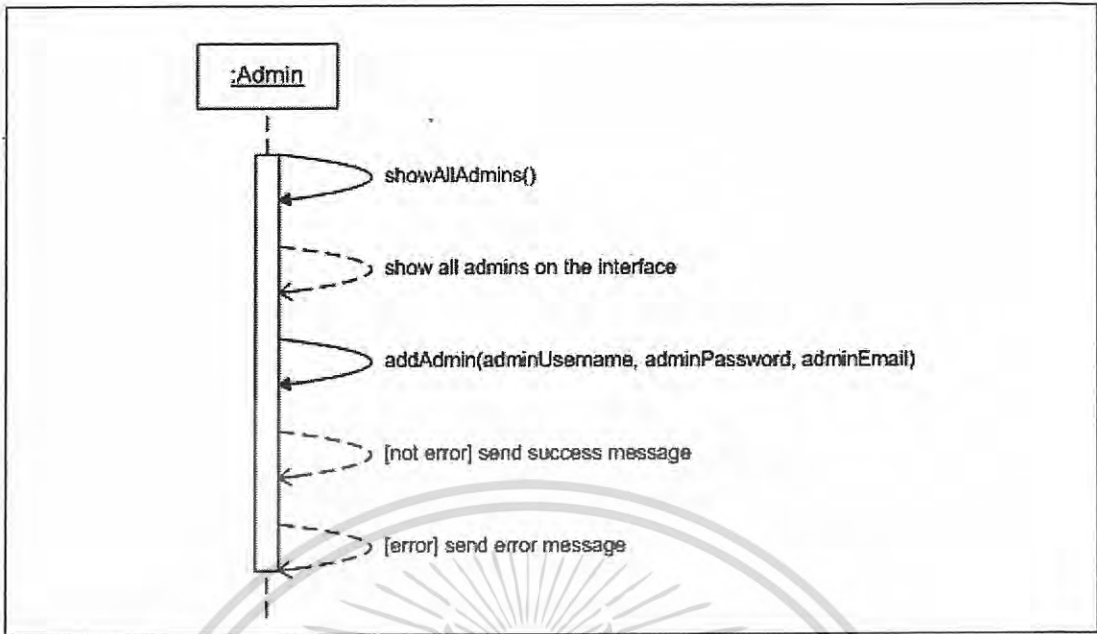 :Admin
showAllAdmins()
show all admins on the interface
addAdmin(adminUsername, adminPassword, adminEmail)
[not error] send success message
[error] send error message